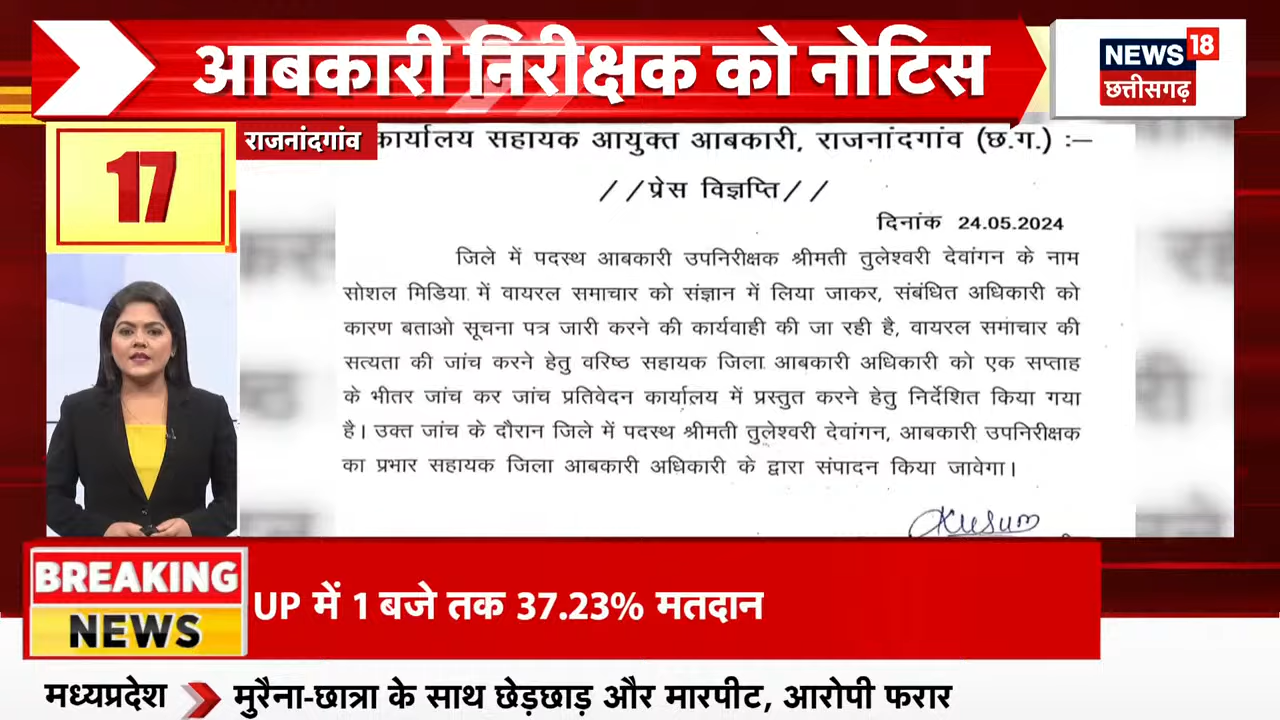 आबकारी निरीक्षक को नोटिस
NEWS 18
छत्तीसगढ़
17
राजनांदगांव
कार्यालय सहायक आयुक्त आबकारी, राजनांदगांव (छ.ग.) :–
//प्रेस विज्ञप्ति//
दिनांक 24.05.2024
जिले में पदस्थ आबकारी उपनिरीक्षक श्रीमती तुलेश्वरी देवांगन के नाम
सोशल मिडिया में वायरल समाचार को संज्ञान में लिया जाकर, संबंधित अधिकारी को
कारण बताओ सूचना पत्र जारी करने की कार्यवाही की जा रही है, वायरल समाचार की
सत्यता की जांच करने हेतु वरिष्ठ सहायक जिला आबकारी अधिकारी को एक सप्ताह
के भीतर जांच कर जांच प्रतिवेदन कार्यालय में प्रस्तुत करने हेतु निर्देशित किया गया
है। उक्त जांच के दौरान जिले में पदस्थ श्रीमती तुलेश्वरी देवांगन, आबकारी उपनिरीक्षक
का प्रभार सहायक जिला आबकारी अधिकारी के द्वारा संपादन किया जावेगा।
BREAKING
NEWS
UP में 1 बजे तक 37.23% मतदान
मध्यप्रदेश
मुरैना-छात्रा के साथ छेड़छाड़ और मारपीट, आरोपी फरार